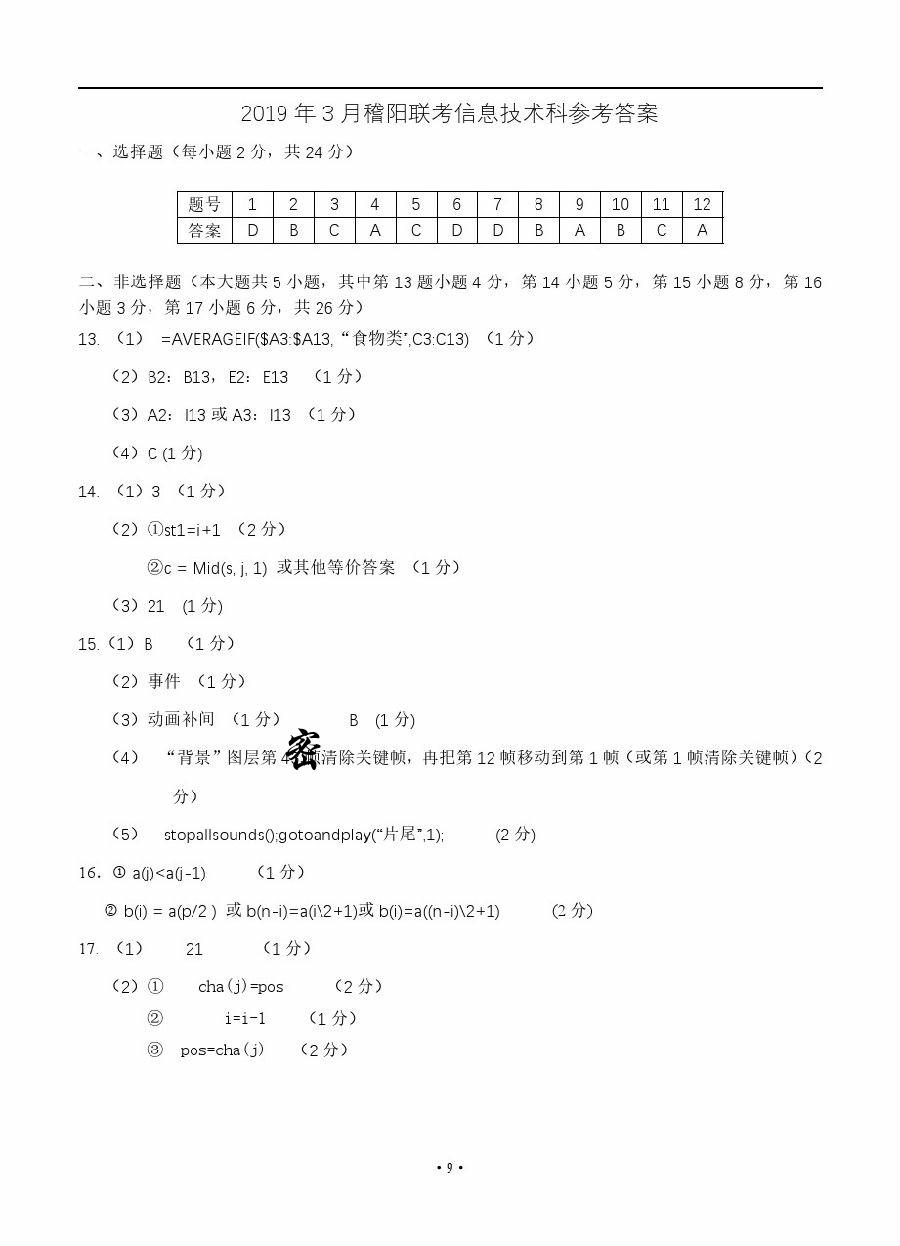 2019 年 3 月稽阳联考信息技术科参考答案
一、选择题（每小题 2 分，共 24 分）
题号 1 2 3 4 5 6 7 8 9 10 11 12
答案 D B C A C D D B A B C A
二、非选择题（本大题共 5 小题，其中第 13 题小题 4 分，第 14 小题 5 分，第 15 小题 8 分，第 16
小题 3 分，第 17 小题 6 分，共 26 分）
13. （1） =AVERAGEIF($A3:$A13,“食物类”,C3:C13) （1 分）
（2）B2：B13，E2：E13 （1 分）
（3）A2：I13 或 A3：I13 （1 分）
（4）C (1 分)
14. （1）3 （1 分）
（2）①st1=i+1 （2 分）
②c = Mid(s, j, 1) 或其他等价答案 （1 分）
（3）21 (1 分)
15.（1）B （1 分）
（2）事件 （1 分）
（3）动画补间 （1 分） B (1 分)
（4） “背景”图层第 4 密 帧清除关键帧，再把第 12 帧移动到第 1 帧（或第 1 帧清除关键帧）（2
分）
（5） stopallsounds();gotoandplay(“片尾”,1); (2 分)
16. ① a(j)<a(j-1) （1 分）
② b(i) = a(p/2 ) 或 b(n-i)=a(i\2+1)或 b(i)=a((n-i)\2+1) (2 分)
17. （1） 21 （1 分）
（2）① cha(j)=pos （2 分）
② i=i-1 （1 分）
③ pos=cha(j) （2 分）
• 9 •